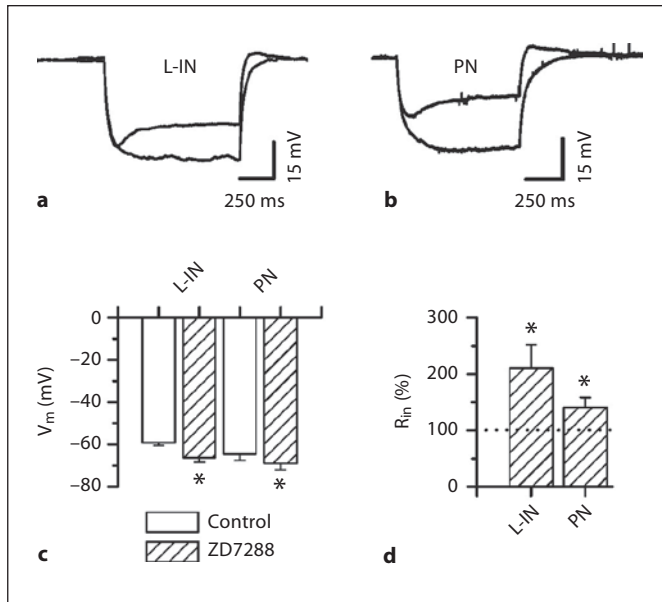 L-IN
PN
15 mV
15 mV
a
250 ms
b
250 ms
L-IN
PN
0
–20
–40
–60
–80
Vm (mV)
*
*
Control
ZD7288
c
300
200
100
0
Rin (%)
*
*
L-IN
PN
d